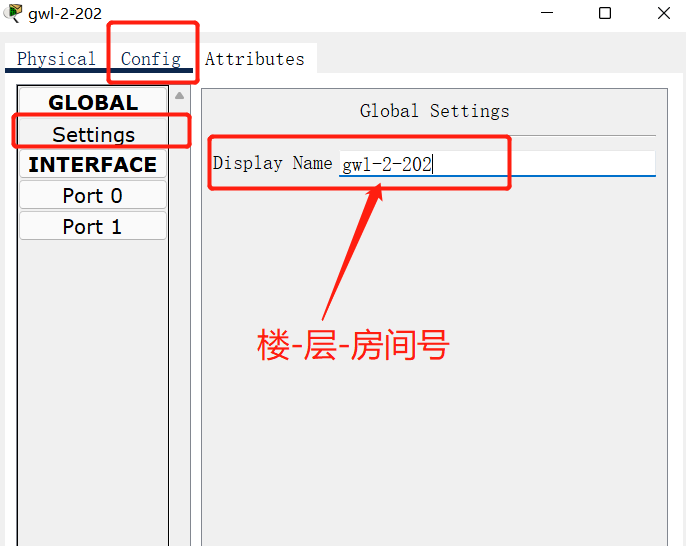 gwl-2-202
Physical Config Attributes
GLOBAL
Settings
INTERFACE
Port 0
Port 1
Global Settings
Display Name gwl-2-202
楼-层-房间号